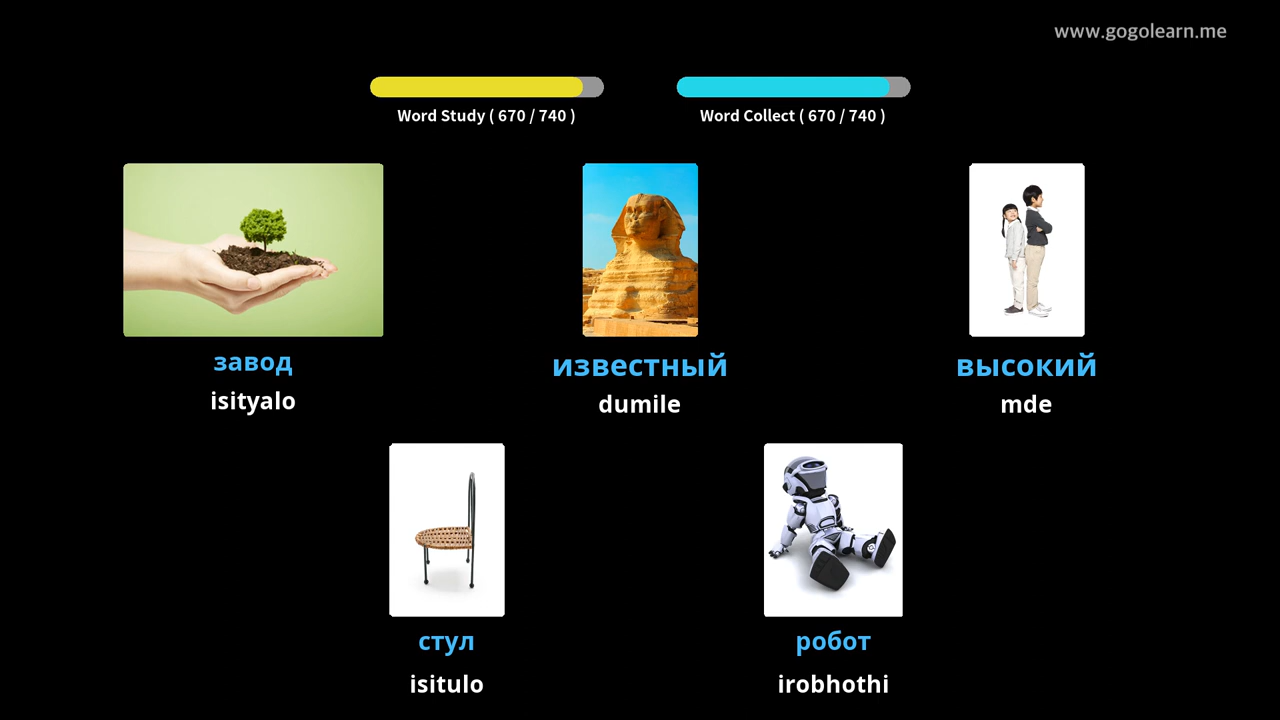 www.gogolearn.me
Word Study ( 670 / 740 )
Word Collect ( 670 / 740 )
завод
isityalo
известный
dumile
высокий
mde
стул
isitulo
робот
irobhothi